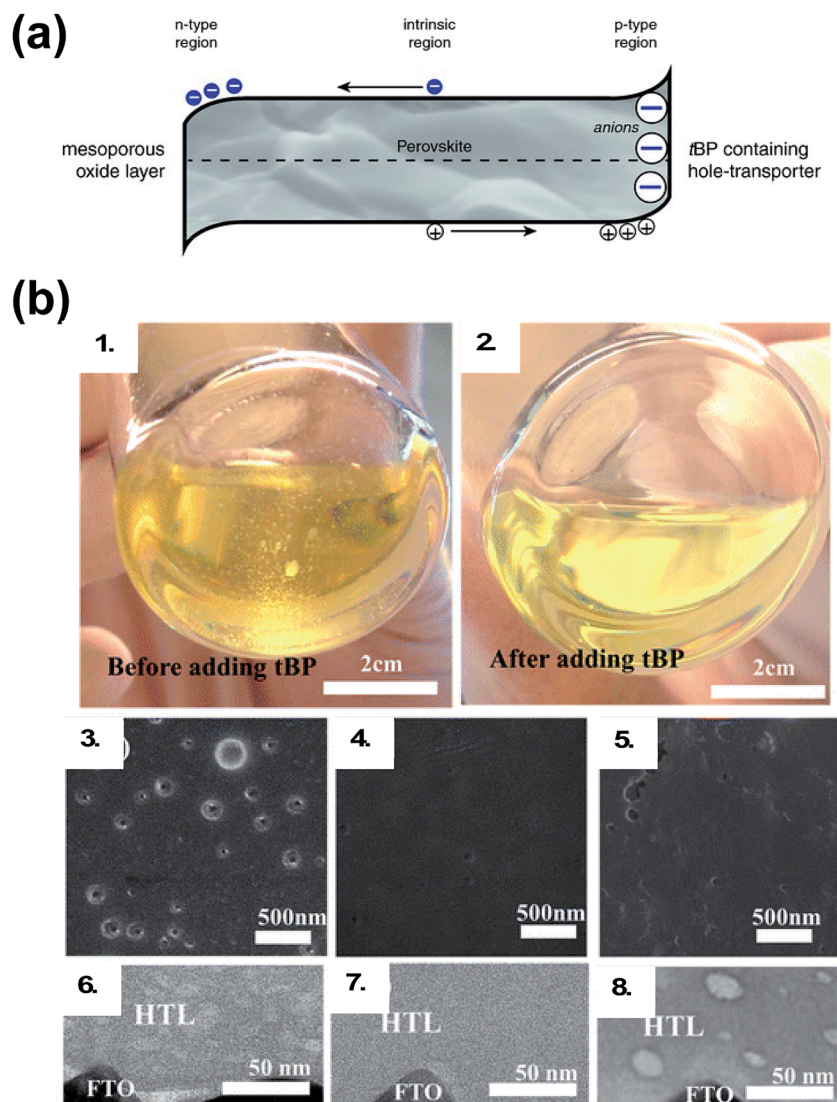 (a)
n-type
region
intrinsic
region
p-type
region
mesoporous
oxide layer
Perovskite
anions
tBP containing
hole-transporter
(b)
1.
Before adding tBP
2cm
2.
After adding tBP
2cm
3.
500nm
4.
500nm
5.
500nm
6.
HTL
FTO
50 nm
7.
HTL
FTO
50 nm
8.
HTL
FTO
50 nm